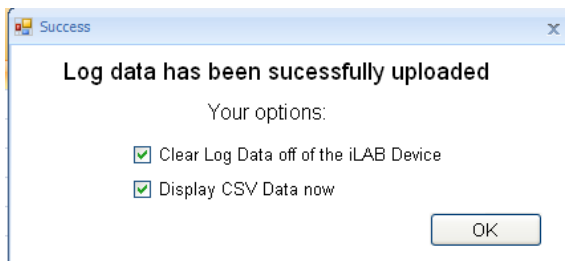 Success
Log data has been sucessfully uploaded
Your options:
Clear Log Data off of the iLAB Device
Display CSV Data now
OK